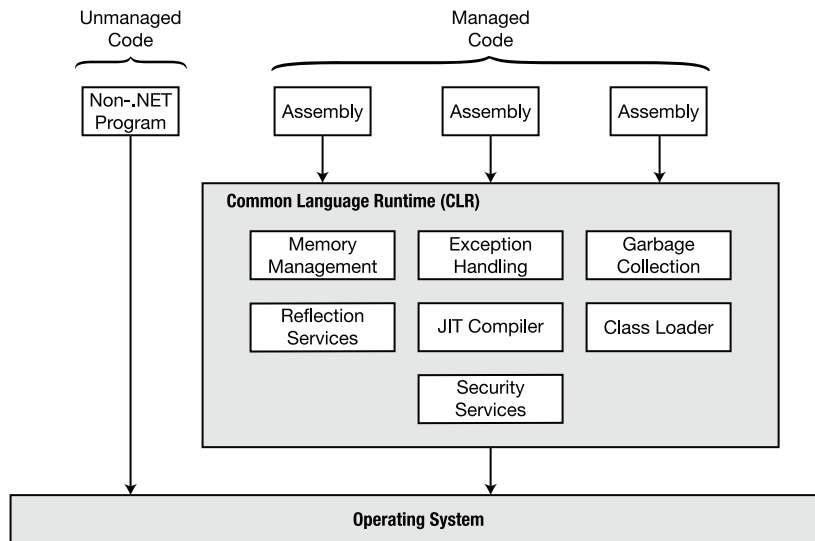 Unmanaged
Code
Managed
Code
Non-.NET
Program
Assembly
Assembly
Assembly
Common Language Runtime (CLR)
Memory
Management
Exception
Handling
Garbage
Collection
Reflection
Services
JIT Compiler
Class Loader
Security
Services
Operating System